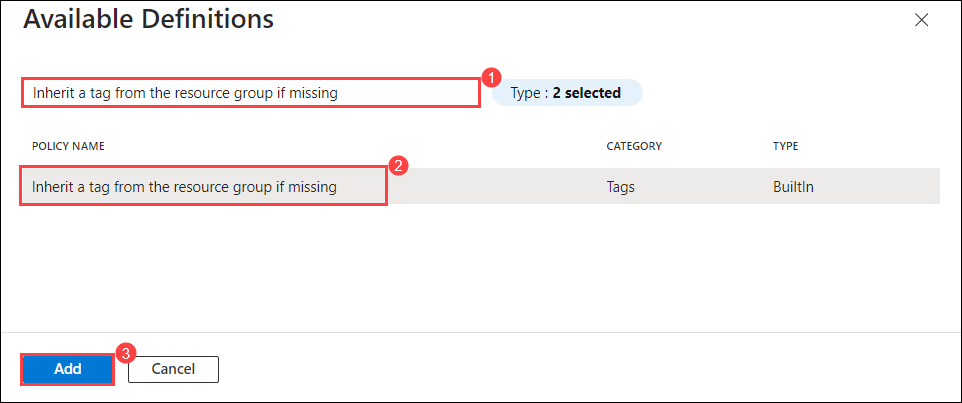 Available Definitions
Inherit a tag from the resource group if missing
1
Type : 2 selected
POLICY NAME CATEGORY TYPE
Inherit a tag from the resource group if missing
2
Tags BuiltIn
3
Add Cancel